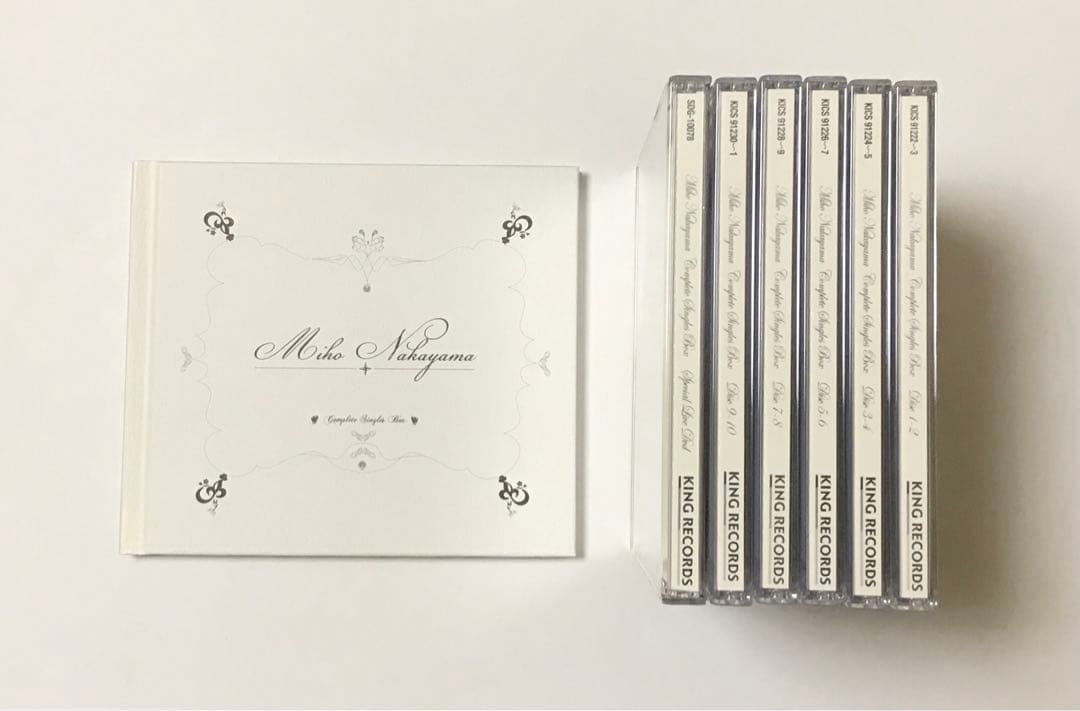 Miho Nakayama
Complete Singles Box
SDG-10078 Miho Nakayama Complete Singles Box Special Live Dvd KING RECORDS
KICS 91230~1 Miho Nakayama Complete Singles Box Disc 9.10 KING RECORDS
KICS 91228~9 Miho Nakayama Complete Singles Box Disc 7-8 KING RECORDS
KICS 91226~7 Miho Nakayama Complete Singles Box Disc 5-6 KING RECORDS
KICS 91224~5 Miho Nakayama Complete Singles Box Disc 3-4 KING RECORDS
KICS 91222~3 Miho Nakayama Complete Singles Box Disc 1-2 KING RECORDS